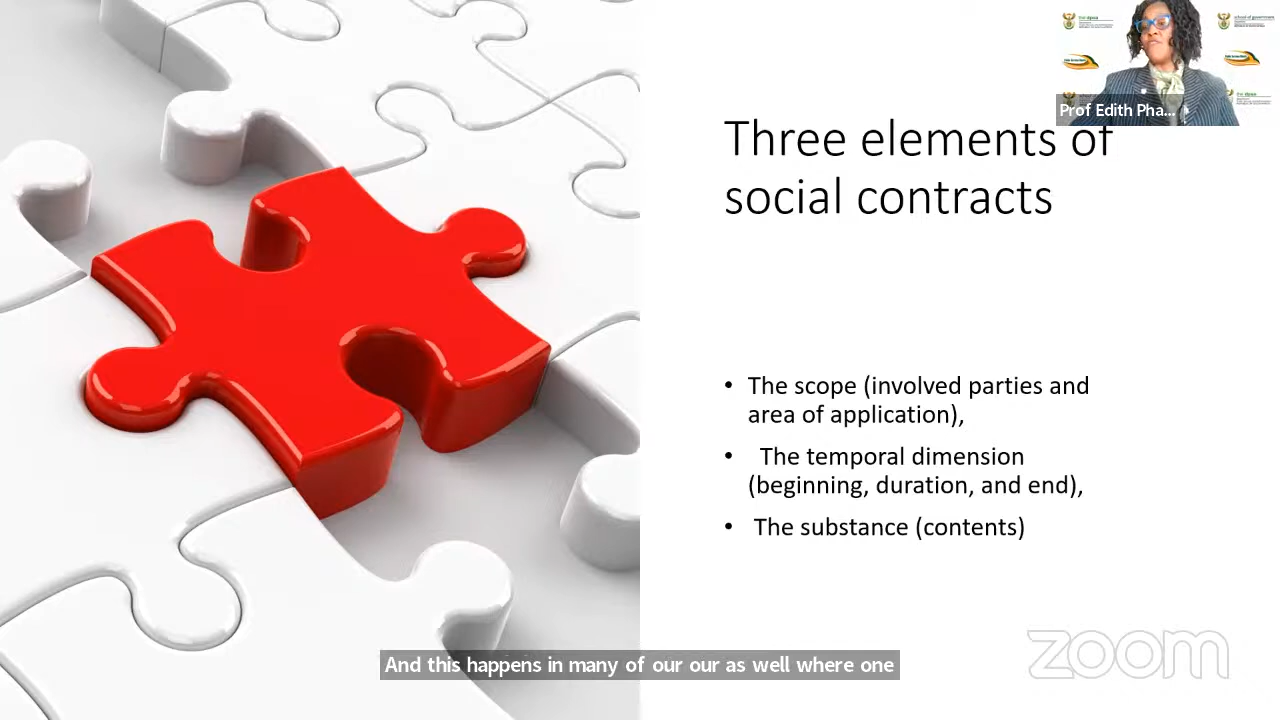 Prof Edith Pha...
Three elements of
social contracts
• The scope (involved parties and
area of application),
• The temporal dimension
(beginning, duration, and end),
• The substance (contents)
And this happens in many of our our as well where one
zoom